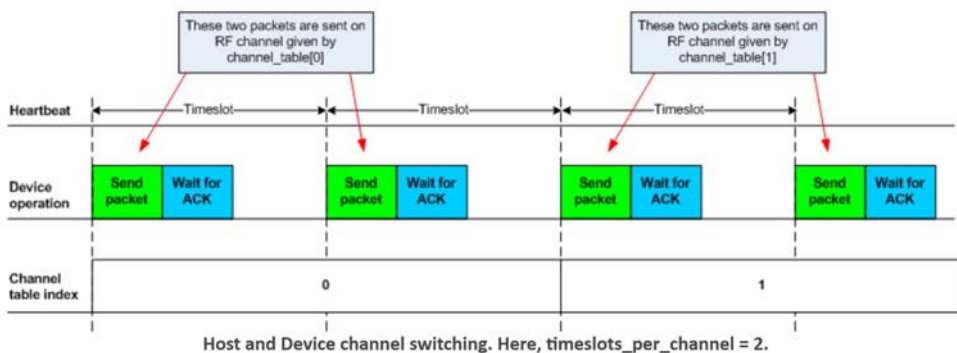 These two packets are sent on
RF channel given by
channel_table[0]
These two packets are sent on
RF channel given by
channel_table[1]
Heartbeat
Timeslot
Timeslot
Timeslot
Device
operation
Send
packet
Wait for
ACK
Send
packet
Wait for
ACK
Send
packet
Wait for
ACK
Send
packet
Wait for
ACK
Channel
table index
0
1
Host and Device channel switching. Here, timeslots_per_channel = 2.